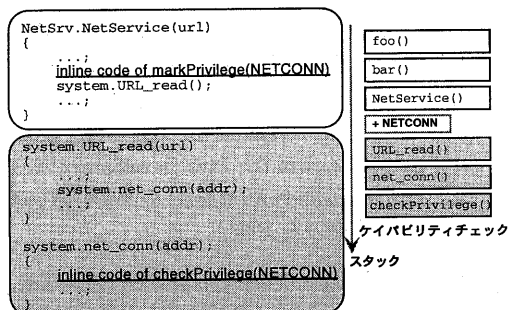 NetSrv.NetService(url)
{
...;
inline code of markPrivilege(NETCONN)
system.URL_read();
...;
}
system.URL_read(url)
{
...;
system.net_conn(addr);
...;
}
system.net_conn(addr);
{
inline code of checkPrivilege(NETCONN)
...;
}
foo()
bar()
NetService()
+ NETCONN
URL_read()
net_conn()
checkPrivilege()
ケイパビリティチェック
スタック